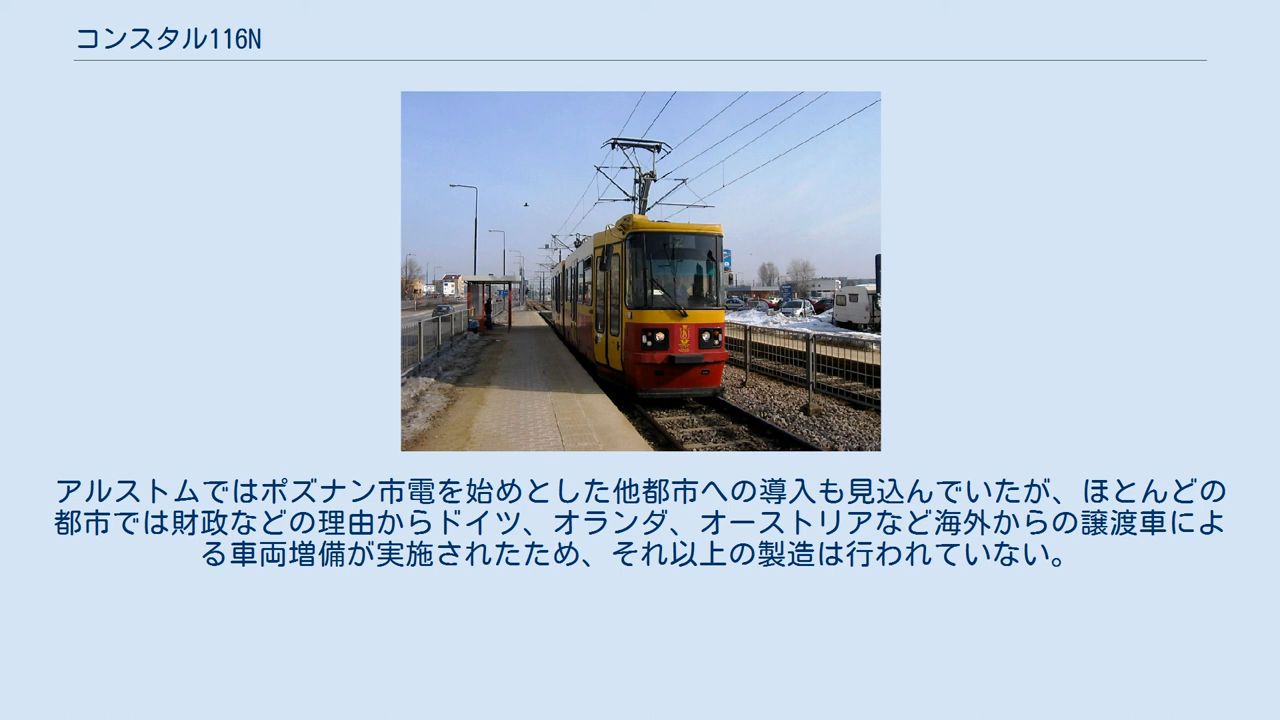 コンスタル116N
アルストムではポズナン市電を始めとした他都市への導入も見込んでいたが、ほとんどの
都市では財政などの理由からドイツ、オランダ、オーストリアなど海外からの譲渡車によ
る車両増備が実施されたため、それ以上の製造は行われていない。